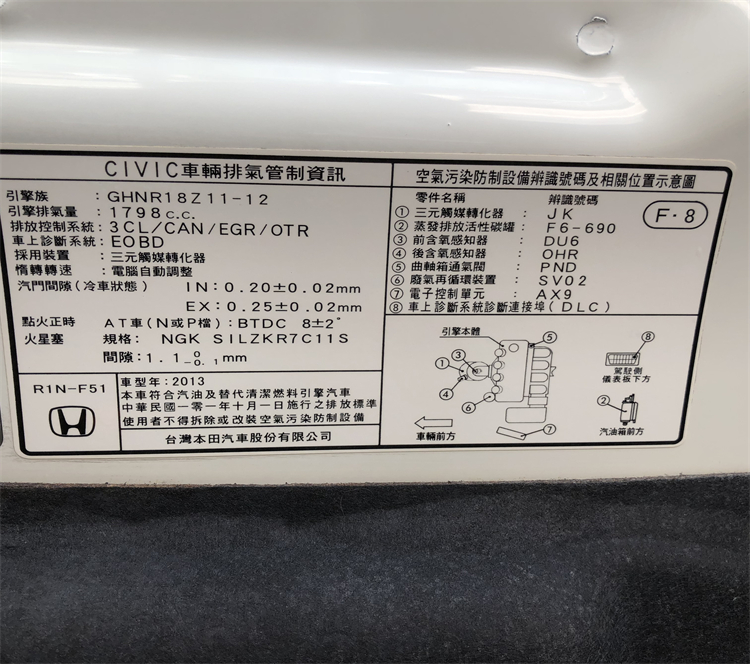 CIVIC車輛排氣管制資訊
引擎族 : GHNR18Z11-12
引擎排氣量 : 1798c.c.
排放控制系統: 3CL/CAN/EGR/OTR
車上診斷系統: EOBD
採用裝置 : 三元觸媒轉化器
惰轉轉速 : 電腦自動調整
汽門間隙(冷車狀態) IN:0.20±0.02mm
EX:0.25±0.02mm
點火正時 AT車(N或P檔):BTDC 8±2°
火星塞 規格: NGK SILZKR7C11S
間隙:1.1 0 -0.1mm
R1N-F51
車型年:2013
本車符合汽油及替代清潔燃料引擎汽車
中華民國一零一年十月一日施行之排放標準
使用者不得拆除或改裝空氣污染防制設備
台灣本田汽車股份有限公司
空氣污染防制設備辨識號碼及相關位置示意圖
零件名稱 辨識號碼
①三元觸媒轉化器 : JK
②蒸發排放活性碳罐: F6-690
③前含氧感知器 : DU6
④後含氧感知器 : OHR
⑤曲軸箱通氣閥 : PND
⑥廢氣再循環裝置 : SV02
⑦電子控制單元 : AX9
⑧車上診斷系統診斷連接埠(DLC)
F·8
引擎本體
⑤
⑧
①
③
④
⑥
駕駛側
儀表板下方
②
⑦
車輛前方
汽油箱前方